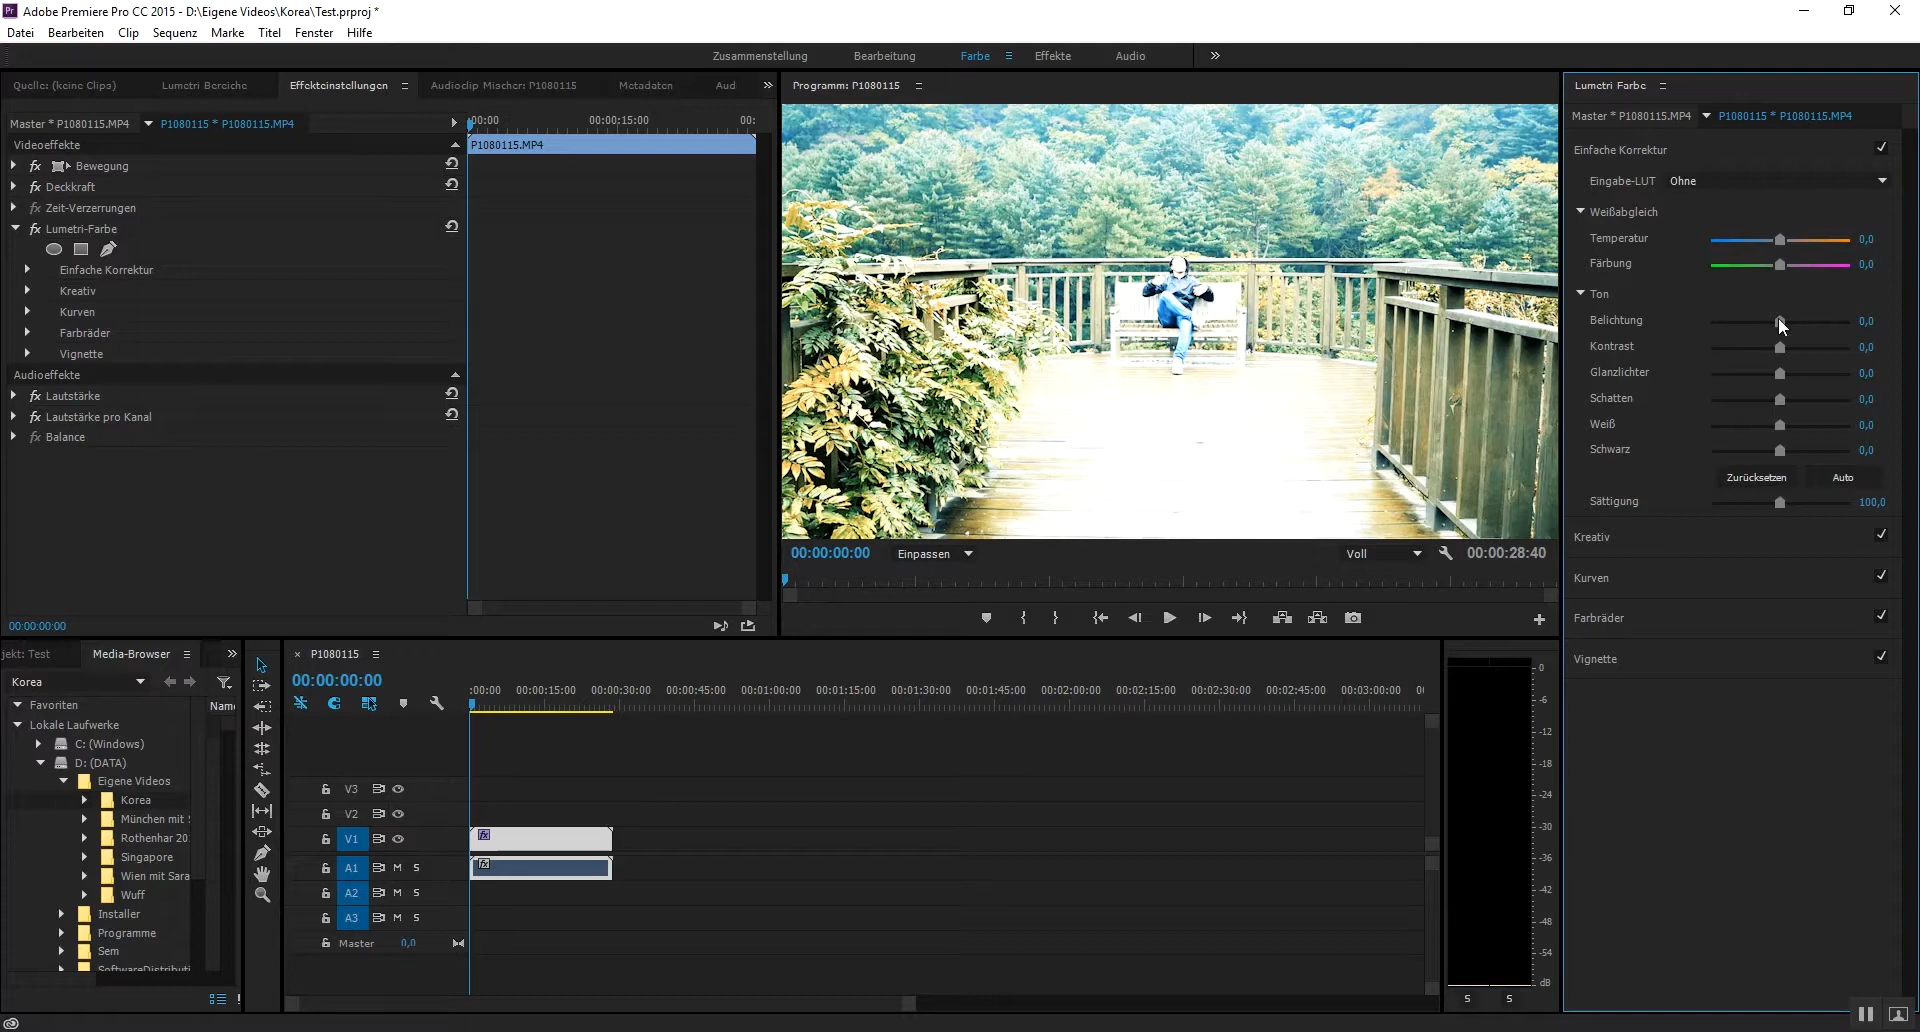 Adobe Premiere Pro CC 2015 - D:\Eigene Videos\Korea\Test.prproj *
Datei Bearbeiten Clip Sequenz Marke Titel Fenster Hilfe
Zusammenstellung Bearbeitung Farbe Effekte Audio
Quelle: (keine Clips) Lumetri Bereiche Effekteinstellungen Audioclip Mischer: P1080115 Metadaten Aud
Master * P1080115.MP4 P1080115 * P1080115.MP4
:00:00 00:00:15:00 00:
Videoeffekte
P1080115.MP4
fx Bewegung
fx Deckkraft
fx Zeit-Verzerrungen
fx Lumetri-Farbe
Einfache Korrektur
Kreativ
Kurven
Farbräder
Vignette
Audioeffekte
fx Lautstärke
fx Lautstärke pro Kanal
fx Balance
00:00:00:00
Programm: P1080115
00:00:00:00 Einpassen Voll 00:00:28:40
Lumetri Farbe
Master * P1080115.MP4 P1080115 * P1080115.MP4
Einfache Korrektur
Eingabe-LUT Ohne
Weißabgleich
Temperatur 0,0
Färbung 0,0
Ton
Belichtung 0,0
Kontrast 0,0
Glanzlichter 0,0
Schatten 0,0
Weiß 0,0
Schwarz 0,0
Zurücksetzen Auto
Sättigung 100,0
Kreativ
Kurven
Farbräder
Vignette
jekt: Test Media-Browser
Korea
Favoriten Name
Lokale Laufwerke
C: (Windows)
D: (DATA)
Eigene Videos
Korea
München mit
Rothenhar 20
Singapore
Wien mit Sara
Wuff
Installer
Programme
Sem
SoftwareDistributi
P1080115
00:00:00:00
:00:00 00:00:15:00 00:00:30:00 00:00:45:00 00:01:00:00 00:01:15:00 00:01:30:00 00:01:45:00 00:02:00:00 00:02:15:00 00:02:30:00 00:02:45:00 00:03:00:00
V3
V2
V1 fx
A1 M S fx
A2 M S
A3 M S
Master 0,0
0
-6
-12
-18
-24
-30
-36
-42
-48
-54
dB
S S